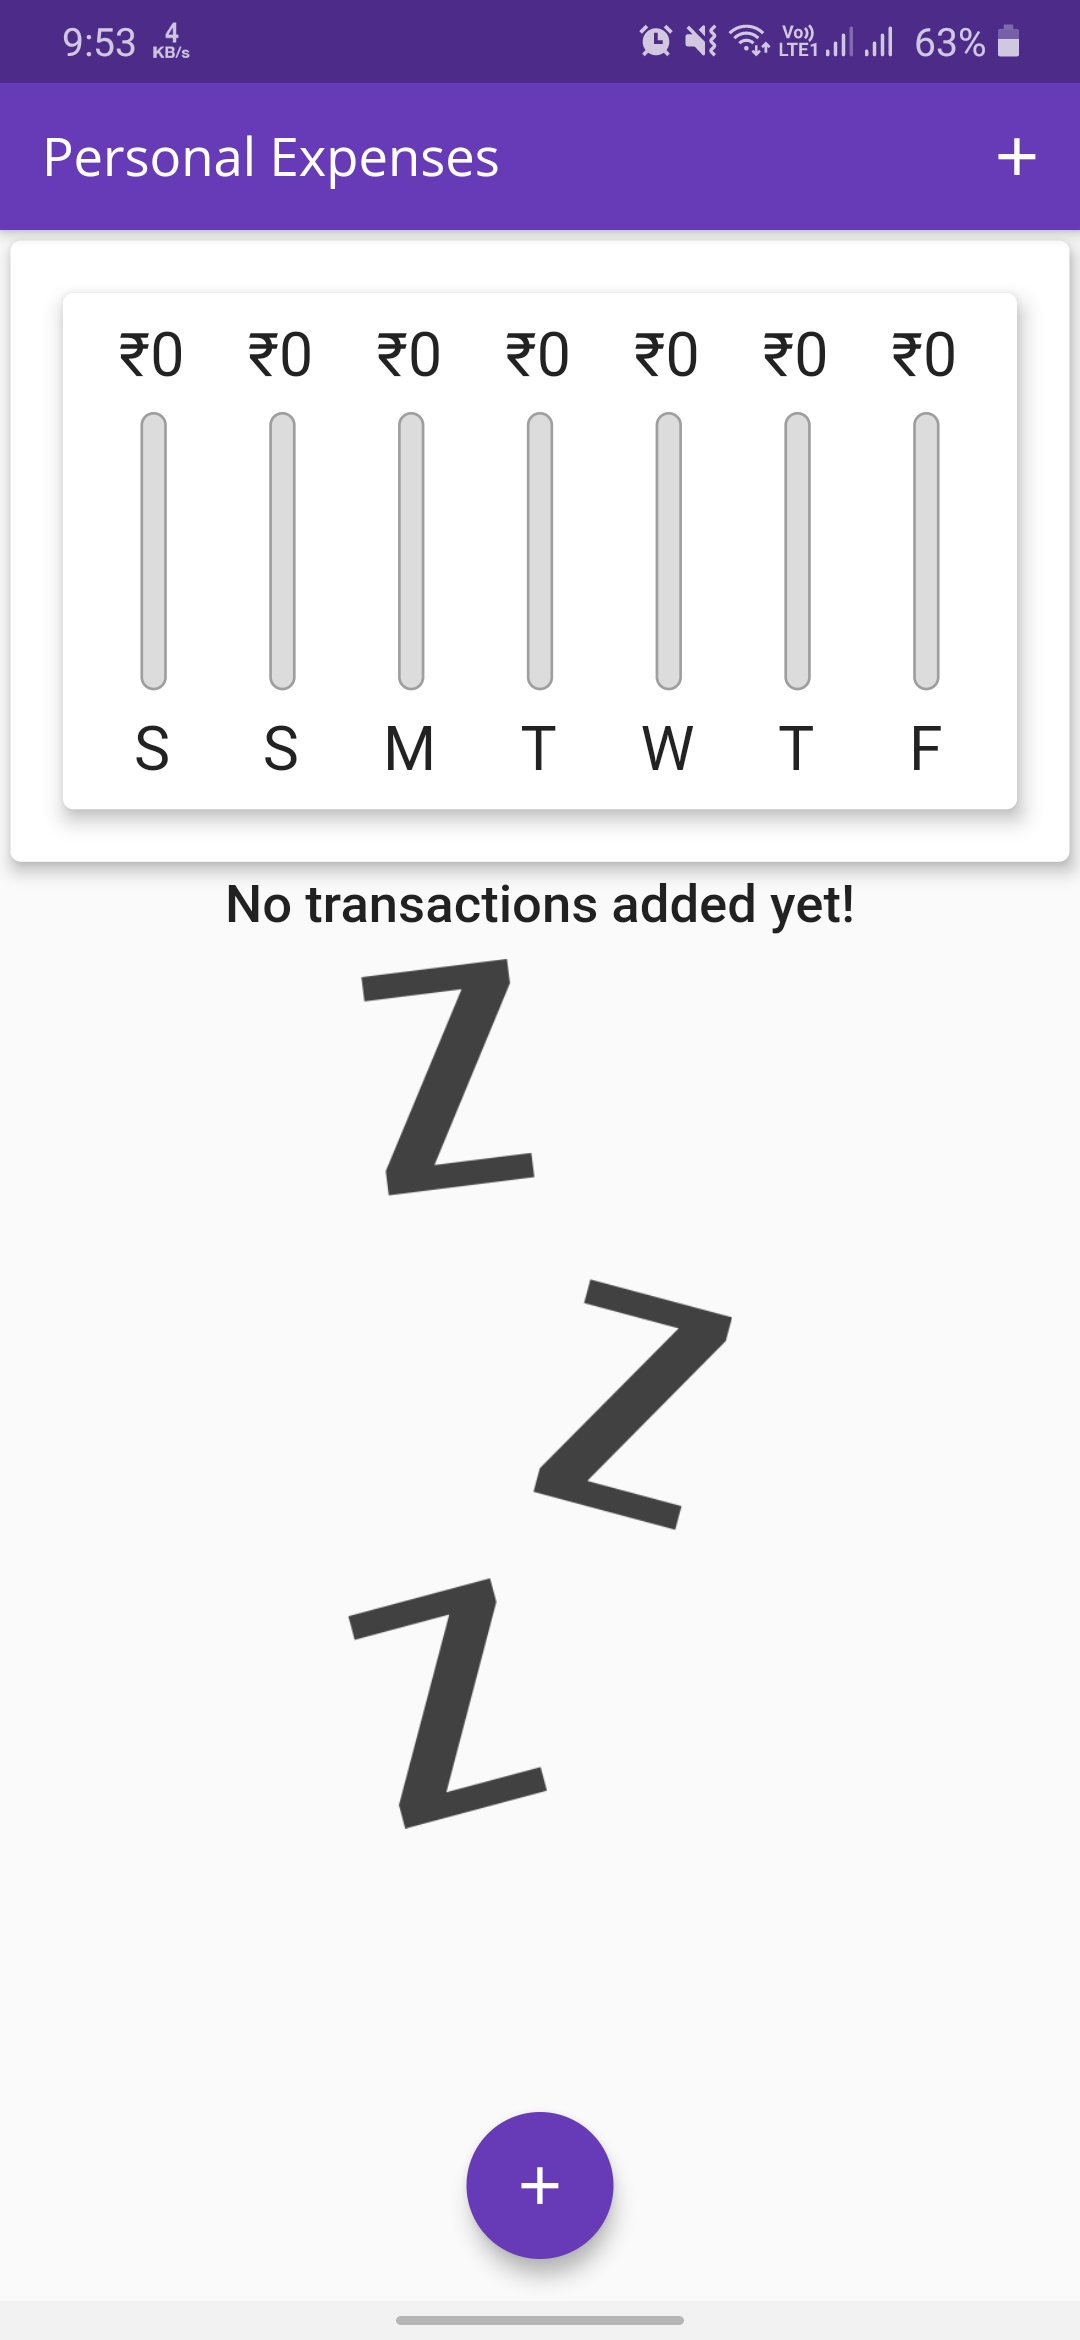 9:53 4 KB/s Vo)) LTE1 63%
Personal Expenses +
₹0 ₹0 ₹0 ₹0 ₹0 ₹0 ₹0
S S M T W T F
No transactions added yet!
Z
Z
Z
+